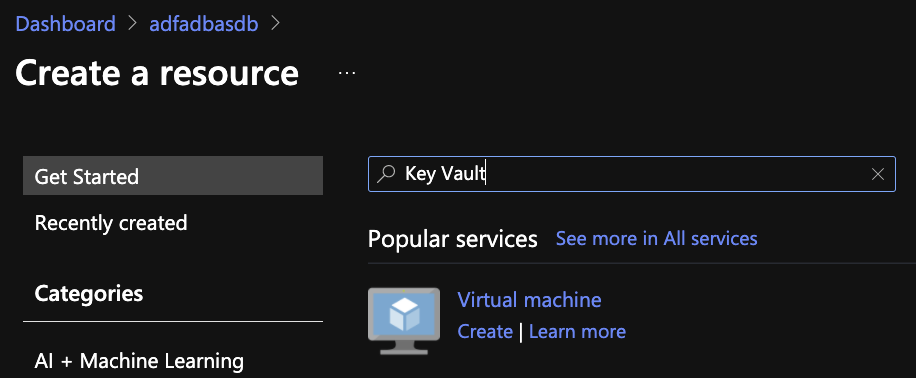 Dashboard > adfadbasdb >
Create a resource ...
Get Started
Key Vault
Recently created
Popular services See more in All services
Categories
Virtual machine
Create | Learn more
AI + Machine Learning